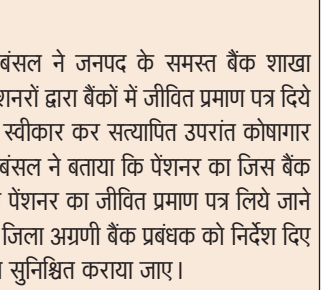 बंसल ने जनपद के समस्त बैंक शाखा
शनरों द्वारा बैंकों में जीवित प्रमाण पत्र दिये
स्वीकार कर सत्यापित उपरांत कोषागार
बंसल ने बताया कि पेंशनर का जिस बैंक
पेंशनर का जीवित प्रमाण पत्र लिये जाने
जिला अग्रणी बैंक प्रबंधक को निर्देश दिए
सुनिश्चित कराया जाए।